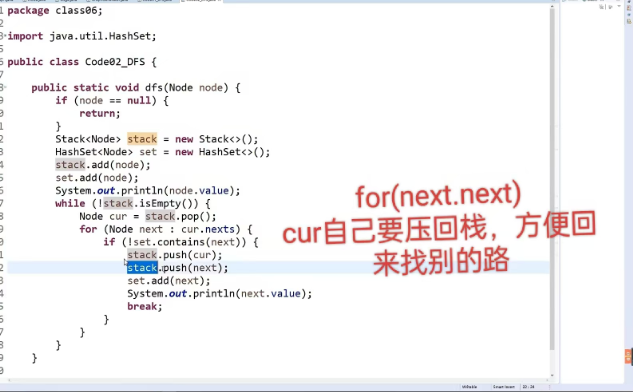 package class06;
import java.util.HashSet;
public class Code02_DFS {
public static void dfs(Node node) {
if (node == null) {
return;
}
Stack<Node> stack = new Stack<>();
HashSet<Node> set = new HashSet<>();
stack.add(node);
set.add(node);
System.out.println(node.value);
while (!stack.isEmpty()) {
Node cur = stack.pop();
for (Node next : cur.nexts) {
if (!set.contains(next)) {
stack.push(cur);
stack.push(next);
set.add(next);
System.out.println(next.value);
break;
}
}
}
}
for(next.next)
cur自己要压回栈，方便回
来找别的路